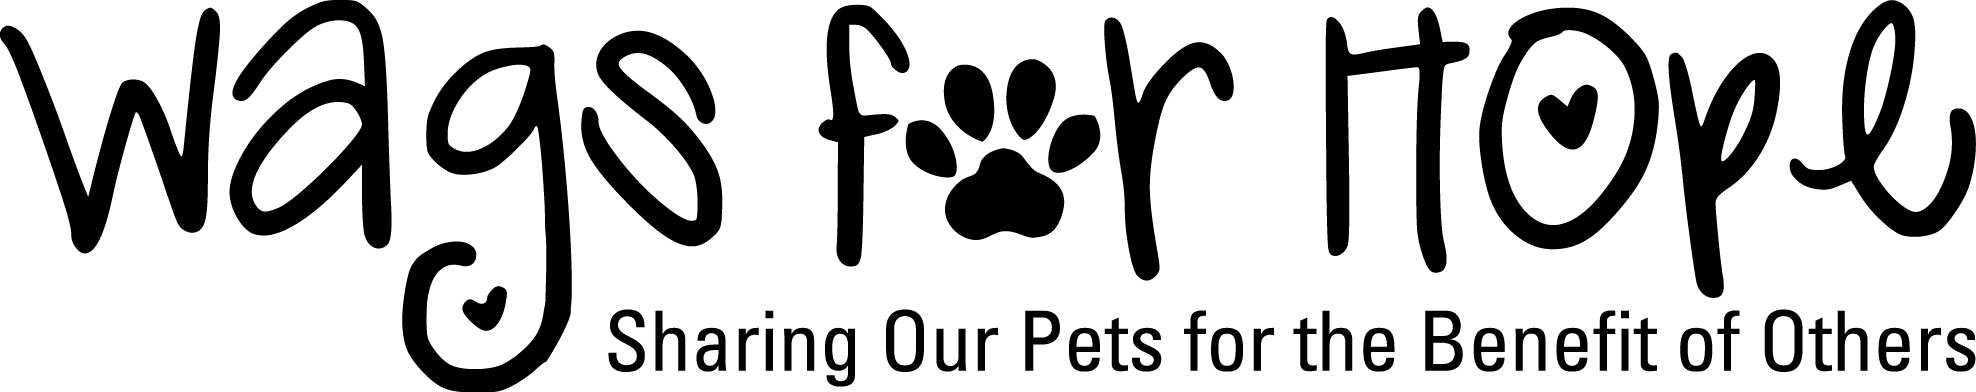 Wags for Hope
Sharing Our Pets for the Benefit of Others